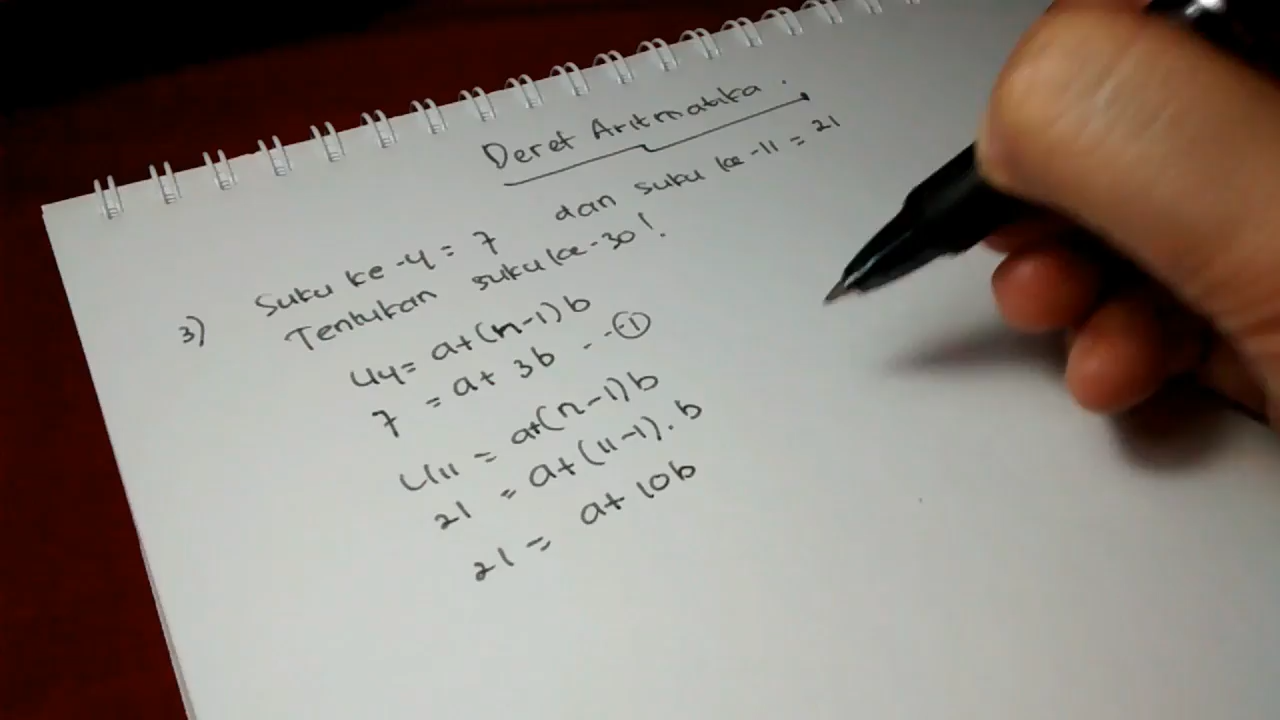 Deret Aritmatika.
3) Suku ke-4 = 7 dan suku ke-11 = 21
Tentukan suku ke-30!
U4= a+(n-1)b
7 = a+ 3b --①
U11 = a+(n-1)b
21 = a+(11-1).b
21 = a+ 10b